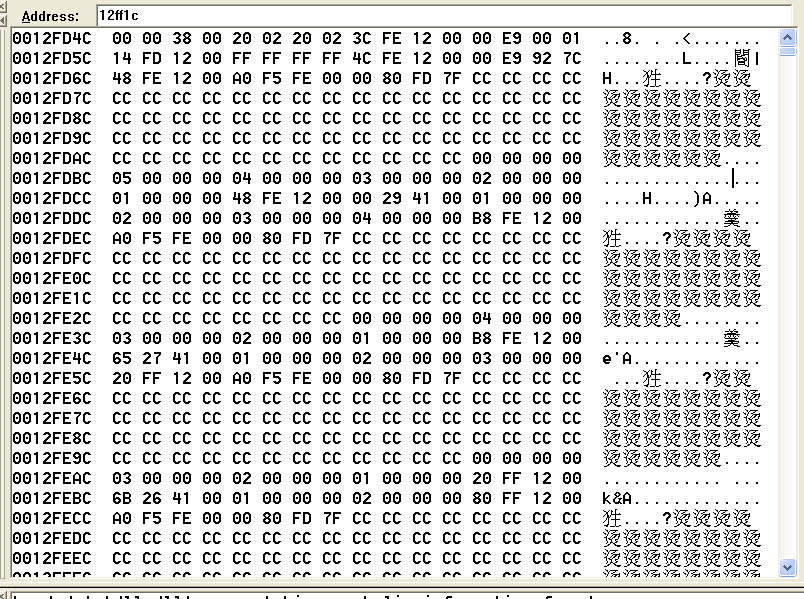 Address: 12ff1c
0012FD4C 00 00 38 00 20 02 20 02 3C FE 12 00 00 E9 00 01 ..8. . .<.......
0012FD5C 14 FD 12 00 FF FF FF FF 4C FE 12 00 00 E9 92 7C ........L....閻|
0012FD6C 48 FE 12 00 A0 F5 FE 00 00 80 FD 7F CC CC CC CC H...狌....?烫烫
0012FD7C CC CC CC CC CC CC CC CC CC CC CC CC CC CC CC CC 烫烫烫烫烫烫烫烫
0012FD8C CC CC CC CC CC CC CC CC CC CC CC CC CC CC CC CC 烫烫烫烫烫烫烫烫
0012FD9C CC CC CC CC CC CC CC CC CC CC CC CC CC CC CC CC 烫烫烫烫烫烫烫烫
0012FDAC CC CC CC CC CC CC CC CC CC CC CC CC 00 00 00 00 烫烫烫烫烫烫....
0012FDBC 05 00 00 00 04 00 00 00 03 00 00 00 02 00 00 00 ................
0012FDCC 01 00 00 00 48 FE 12 00 00 29 41 00 01 00 00 00 ....H....)A.....
0012FDDC 02 00 00 00 03 00 00 00 04 00 00 00 B8 FE 12 00 ............羹..
0012FDEC A0 F5 FE 00 00 80 FD 7F CC CC CC CC CC CC CC CC 狌....?烫烫烫烫
0012FDFC CC CC CC CC CC CC CC CC CC CC CC CC CC CC CC CC 烫烫烫烫烫烫烫烫
0012FE0C CC CC CC CC CC CC CC CC CC CC CC CC CC CC CC CC 烫烫烫烫烫烫烫烫
0012FE1C CC CC CC CC CC CC CC CC CC CC CC CC CC CC CC CC 烫烫烫烫烫烫烫烫
0012FE2C CC CC CC CC CC CC CC CC 00 00 00 00 04 00 00 00 烫烫烫烫........
0012FE3C 03 00 00 00 02 00 00 00 01 00 00 00 B8 FE 12 00 ............羹..
0012FE4C 65 27 41 00 01 00 00 00 02 00 00 00 03 00 00 00 e'A.............
0012FE5C 20 FF 12 00 A0 F5 FE 00 00 80 FD 7F CC CC CC CC ...狌....?烫烫
0012FE6C CC CC CC CC CC CC CC CC CC CC CC CC CC CC CC CC 烫烫烫烫烫烫烫烫
0012FE7C CC CC CC CC CC CC CC CC CC CC CC CC CC CC CC CC 烫烫烫烫烫烫烫烫
0012FE8C CC CC CC CC CC CC CC CC CC CC CC CC CC CC CC CC 烫烫烫烫烫烫烫烫
0012FE9C CC CC CC CC CC CC CC CC CC CC CC CC 00 00 00 00 烫烫烫烫烫烫....
0012FEAC 03 00 00 00 02 00 00 00 01 00 00 00 20 FF 12 00 ............ ...
0012FEBC 6B 26 41 00 01 00 00 00 02 00 00 00 80 FF 12 00 k&A.............
0012FECC A0 F5 FE 00 00 80 FD 7F CC CC CC CC CC CC CC CC 狌....?烫烫烫烫
0012FEDC CC CC CC CC CC CC CC CC CC CC CC CC CC CC CC CC 烫烫烫烫烫烫烫烫
0012FEEC CC CC CC CC CC CC CC CC CC CC CC CC CC CC CC CC 烫烫烫烫烫烫烫烫